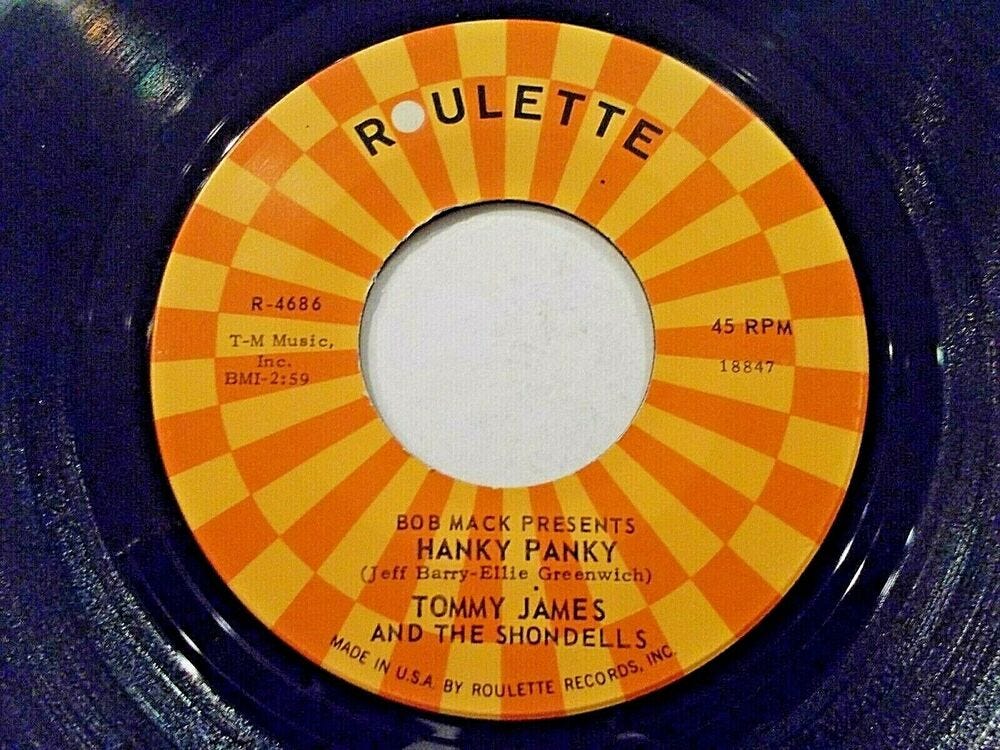 ROULETTE
R-4686
T-M Music,
Inc.
BMI-2:59
45 RPM
18847
BOB MACK PRESENTS
HANKY PANKY
(Jeff Barry-Ellie Greenwich)
TOMMY JAMES
AND THE SHONDELLS
MADE IN U.S.A. BY ROULETTE RECORDS, INC.